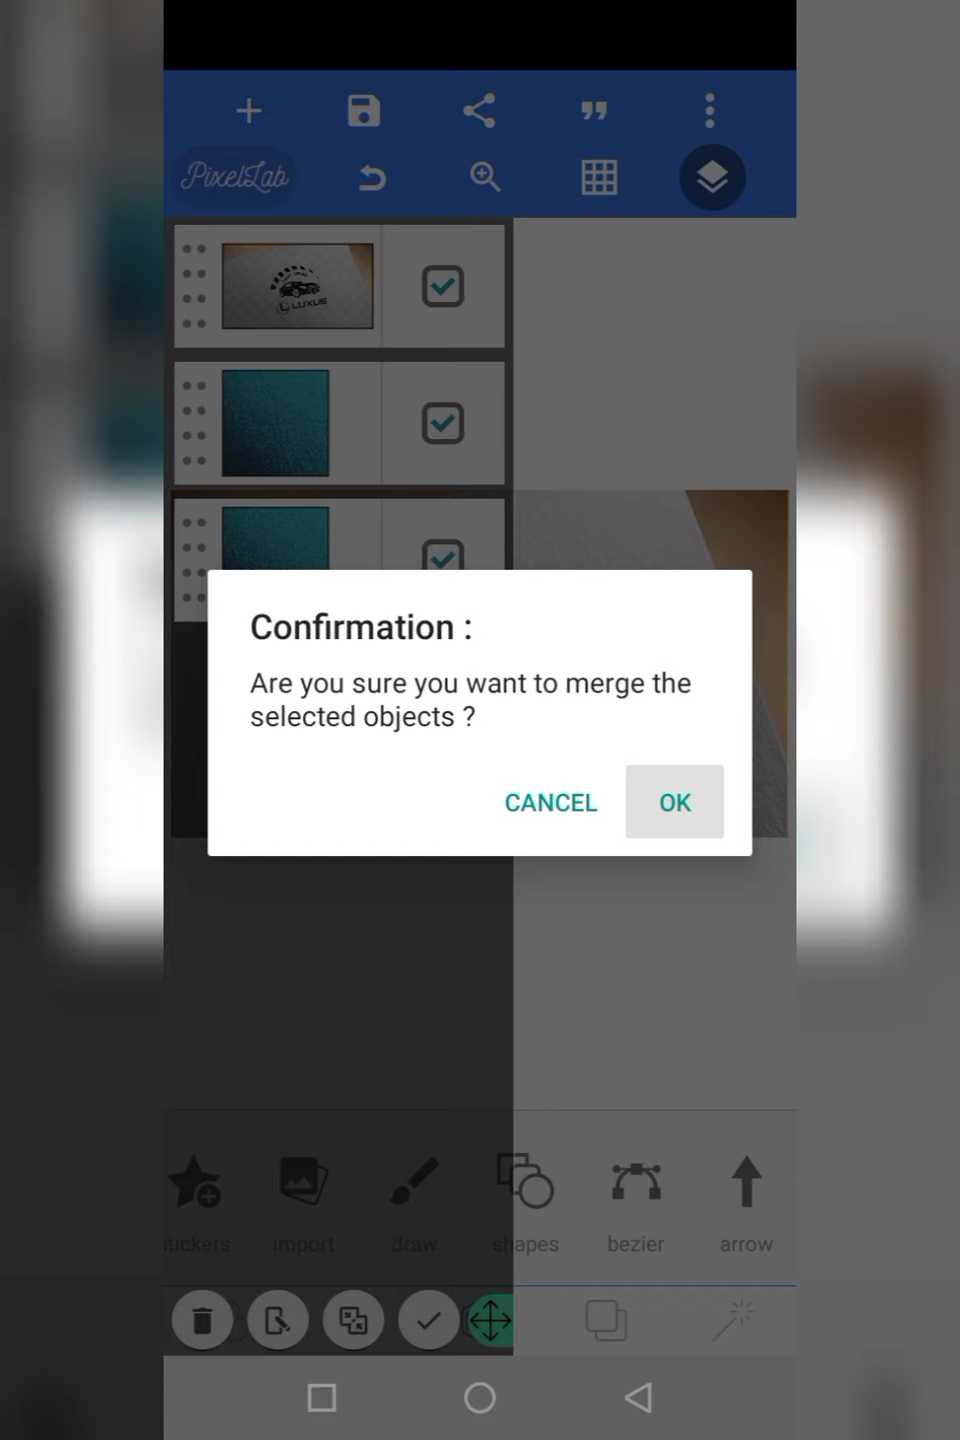 PixelLab
LUXUS
Confirmation :
Are you sure you want to merge the
selected objects ?
CANCEL OK
stickers import draw shapes bezier arrow